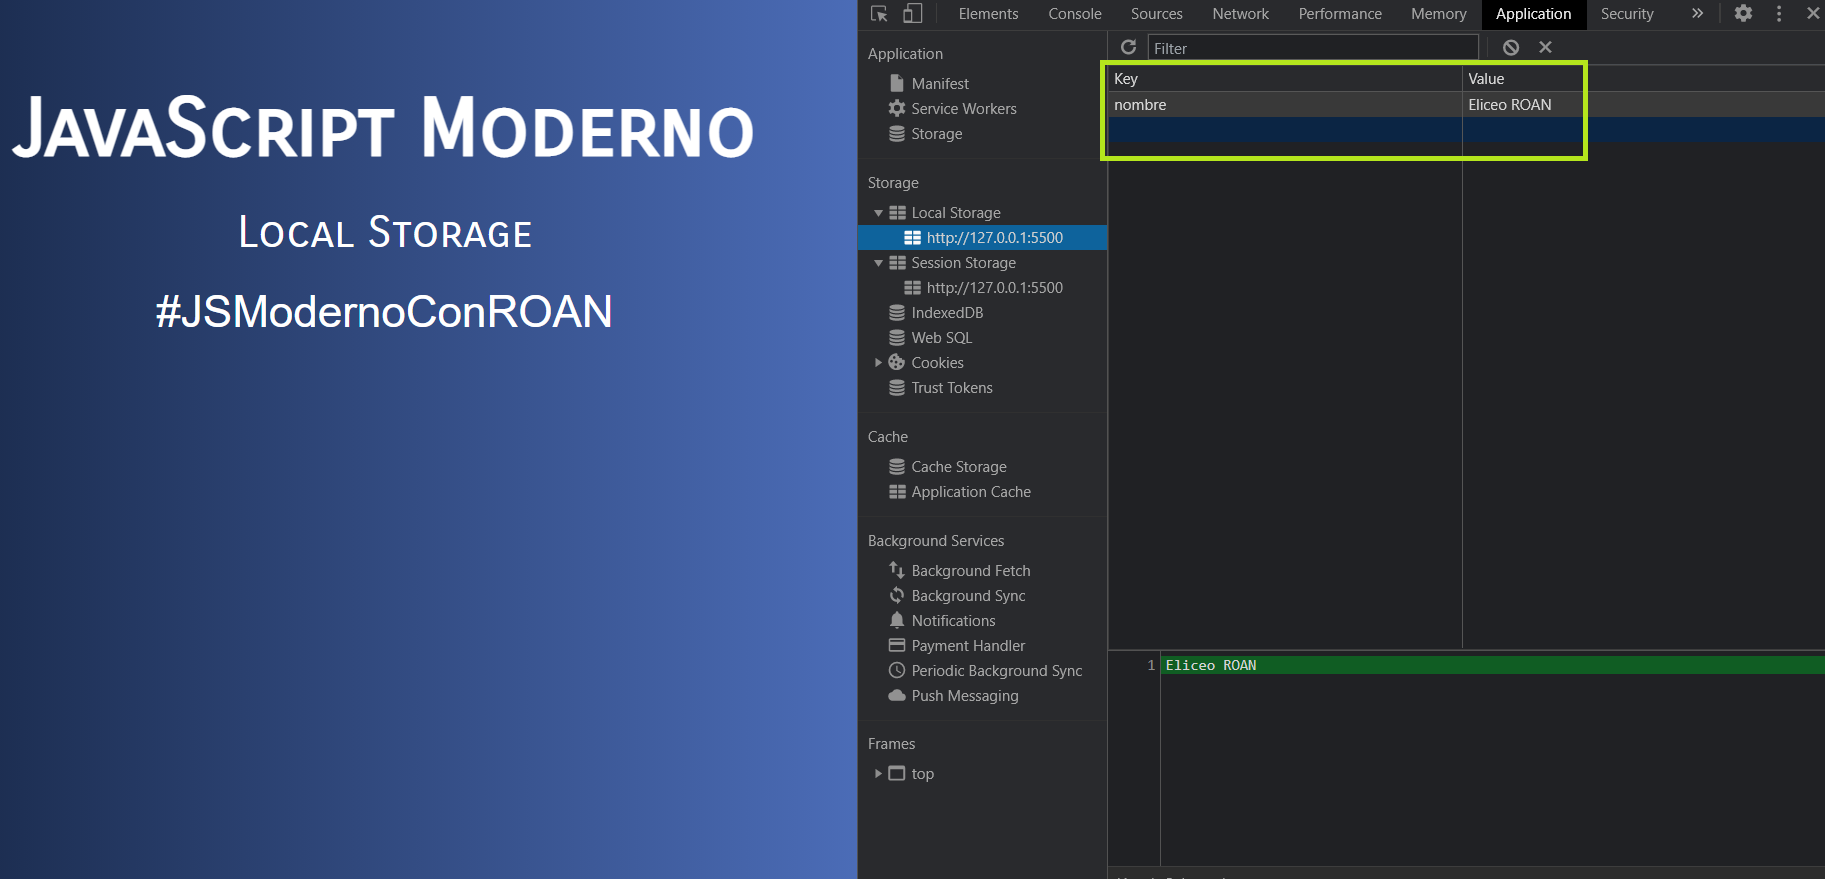 JavaScript Moderno
Local Storage
#JSModernoConROAN
Elements Console Sources Network Performance Memory Application Security »
Application
Manifest
Service Workers
Storage
Storage
Local Storage
http://127.0.0.1:5500
Session Storage
http://127.0.0.1:5500
IndexedDB
Web SQL
Cookies
Trust Tokens
Cache
Cache Storage
Application Cache
Background Services
Background Fetch
Background Sync
Notifications
Payment Handler
Periodic Background Sync
Push Messaging
Frames
top
Filter
Key Value
nombre Eliceo ROAN
1 Eliceo ROAN